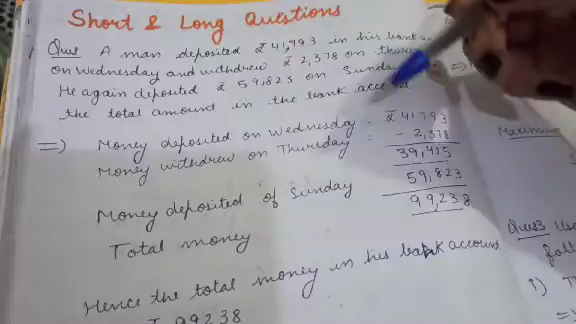 Short & Long Questions
Que A man deposited ₹ 41,793 in his bank
on Wednesday and withdrew ₹ 2,378 on
He again deposited ₹ 59,823 on Sunday
the total amount in the bank
=) Money deposited on Wednesday = ₹ 41793
Money withdrew on Thursday = - 2,378
39,415
Money deposited of Sunday 59,823
Total money 99,238
Hence the total money in his bank account
99238
Maximum
Ques
1)